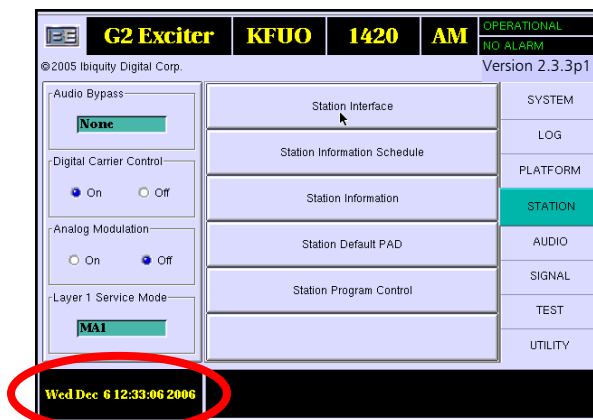 BE G2 Exciter KFUO 1420 AM OPERATIONAL
NO ALARM
©2005 Ibiquity Digital Corp. Version 2.3.3p1
Audio Bypass
None
Digital Carrier Control
On Off
Analog Modulation
On Off
Layer 1 Service Mode
MA1
Station Interface
Station Information Schedule
Station Information
Station Default PAD
Station Program Control
SYSTEM
LOG
PLATFORM
STATION
AUDIO
SIGNAL
TEST
UTILITY
Wed Dec 6 12:33:06 2006